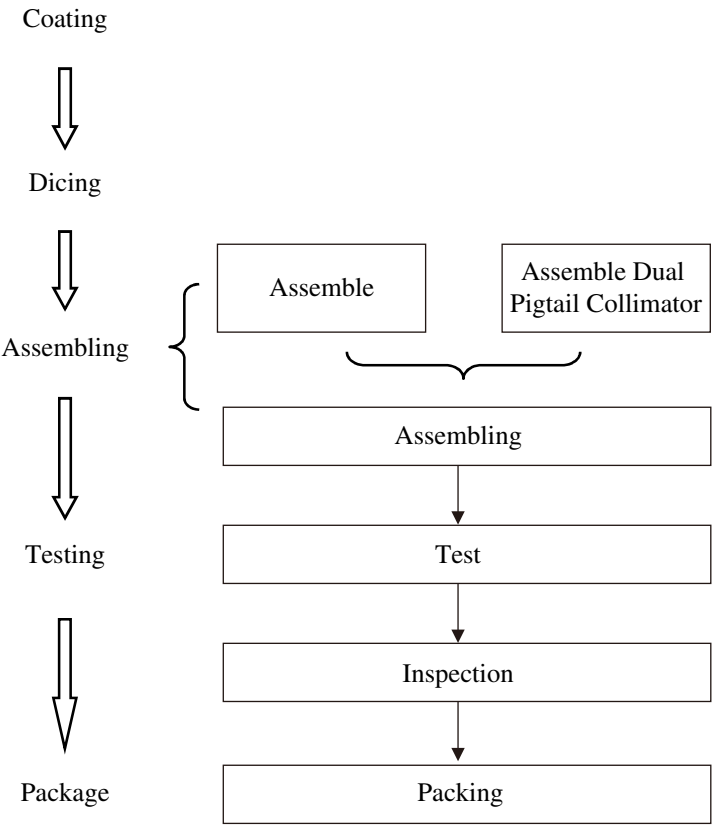 Coating
Dicing
Assemble
Assemble Dual
Pigtail Collimator
Assembling
Assembling
Testing
Test
Inspection
Package
Packing